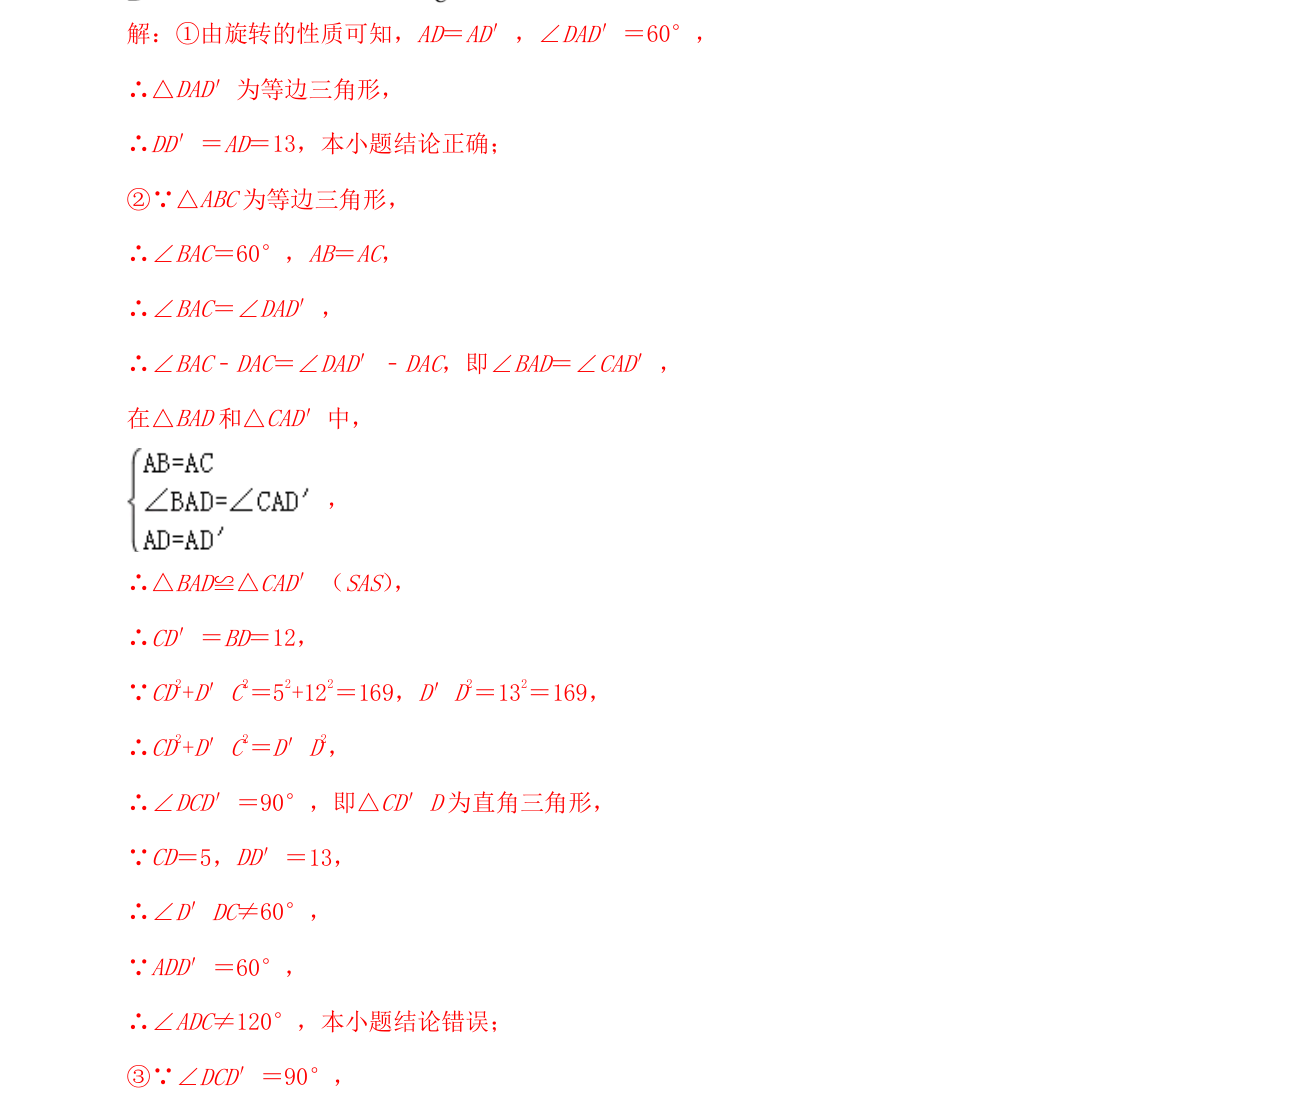 解：①由旋转的性质可知，AD＝AD′，∠DAD′＝60°，
∴△DAD′为等边三角形，
∴DD′＝AD＝13，本小题结论正确；
②∵△ABC为等边三角形，
∴∠BAC＝60°，AB＝AC，
∴∠BAC＝∠DAD′，
∴∠BAC﹣DAC＝∠DAD′﹣DAC，即∠BAD＝∠CAD′，
在△BAD和△CAD′中，
AB=AC
∠BAD=∠CAD′，
AD=AD′
∴△BAD≌△CAD′（SAS），
∴CD′＝BD＝12，
∵CD²+D′C²＝5²+12²＝169，D′D²＝13²＝169，
∴CD²+D′C²＝D′D²，
∴∠DCD′＝90°，即△CD′D为直角三角形，
∵CD＝5，DD′＝13，
∴∠D′DC≠60°，
∵ADD′＝60°，
∴∠ADC≠120°，本小题结论错误；
③∵∠DCD′＝90°，